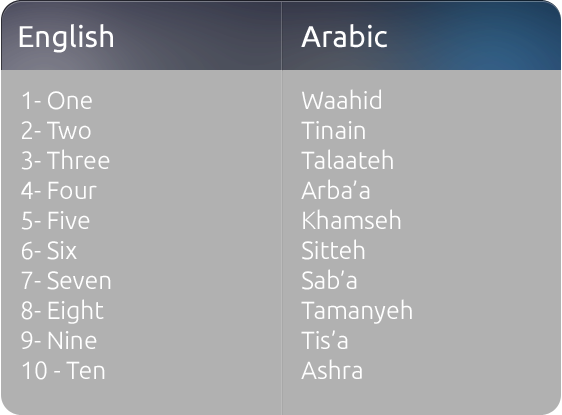 English Arabic
1- One Waahid
2- Two Tinain
3- Three Talaateh
4- Four Arba’a
5- Five Khamseh
6- Six Sitteh
7- Seven Sab’a
8- Eight Tamanyeh
9- Nine Tis’a
10 - Ten Ashra